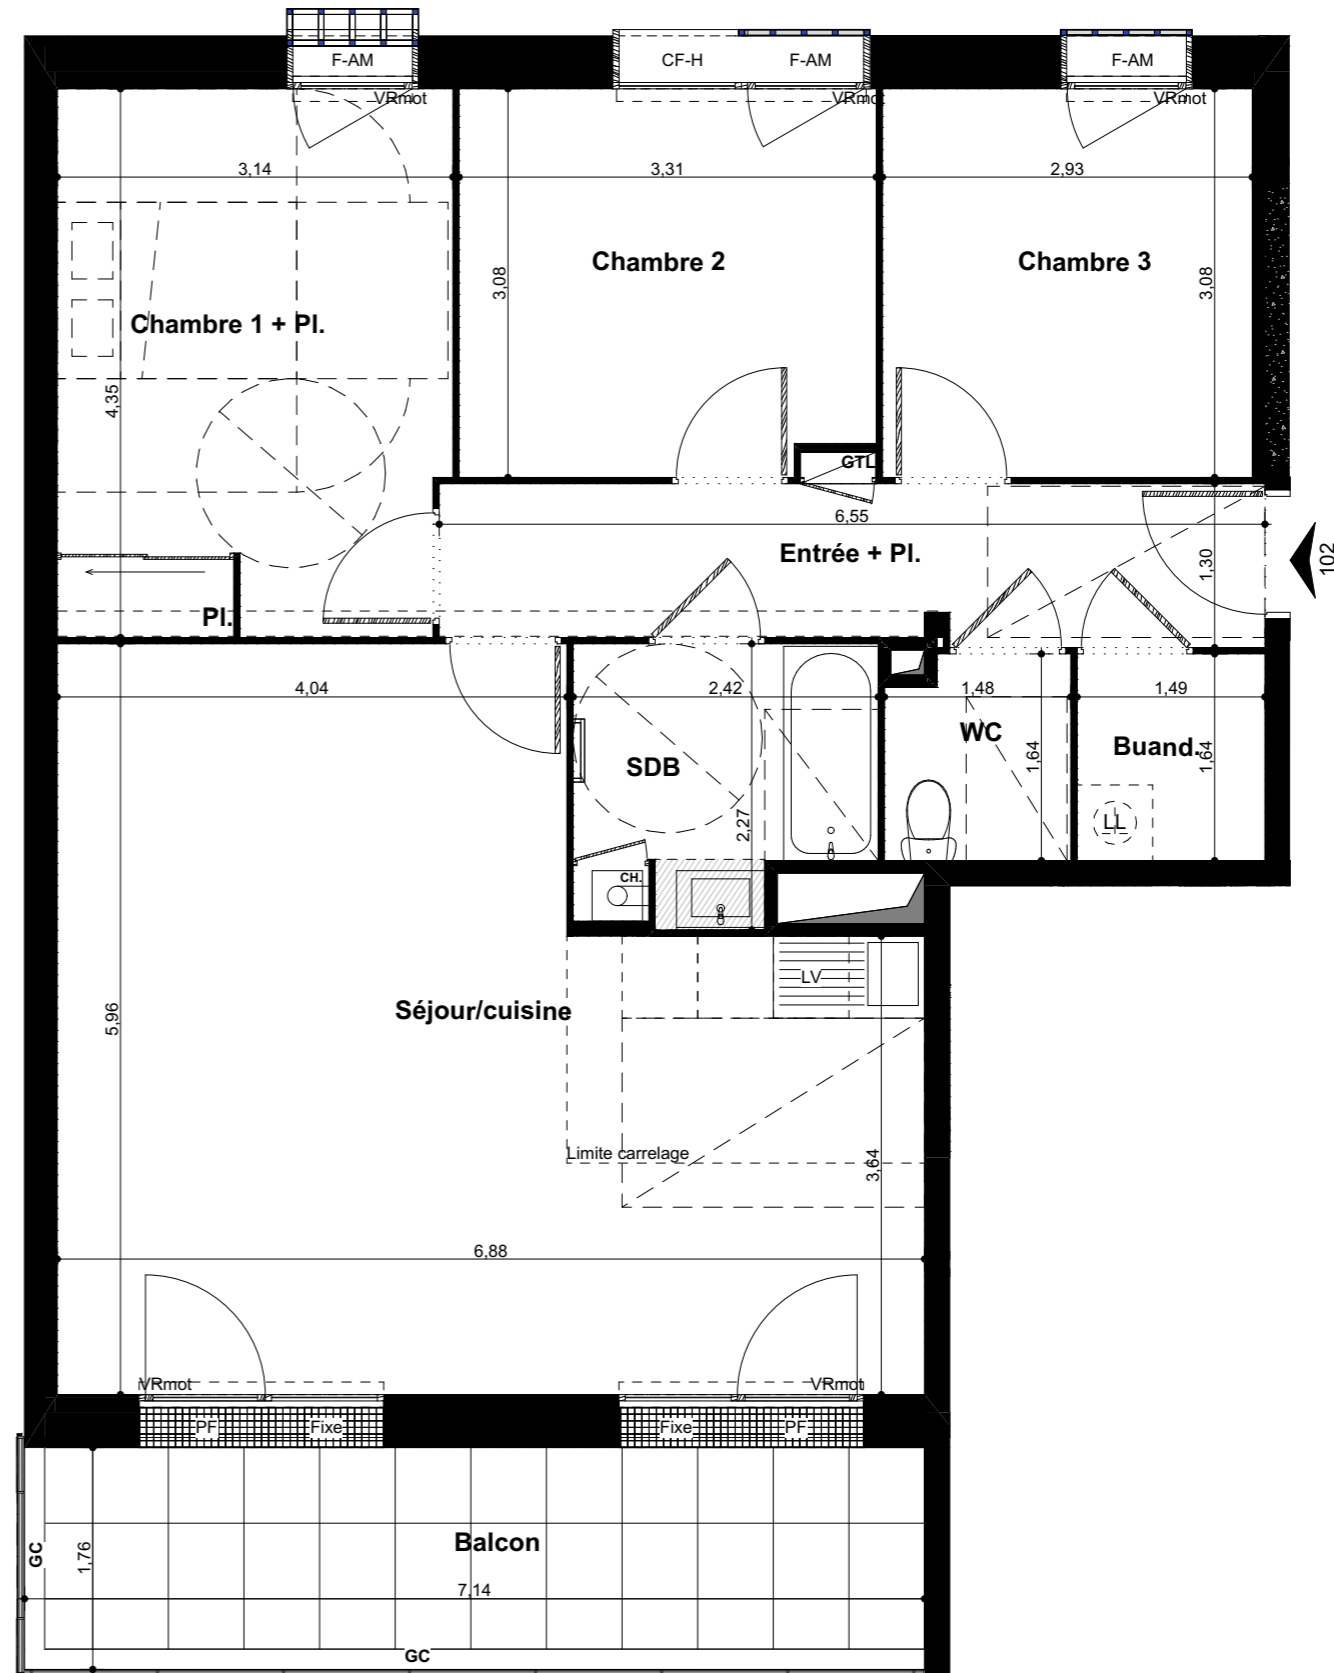 F-AM
CF-H
F-AM
F-AM
VRmot
VRmot
VRmot
3,14
3,31
2,93
Chambre 2
Chambre 3
3,08
3,08
Chambre 1 + Pl.
4,35
GTL
6,55
Entrée + Pl.
1,30
102
Pl.
4,04
2,42
1,48
1,49
WC
Buand.
SDB
1,64
1,64
2,27
LL
CH.
LV
Séjour/cuisine
5,96
Limite carrelage
3,64
6,88
VRmot
VRmot
PF
Fixe
Fixe
PF
Balcon
GC
1,76
7,14
GC